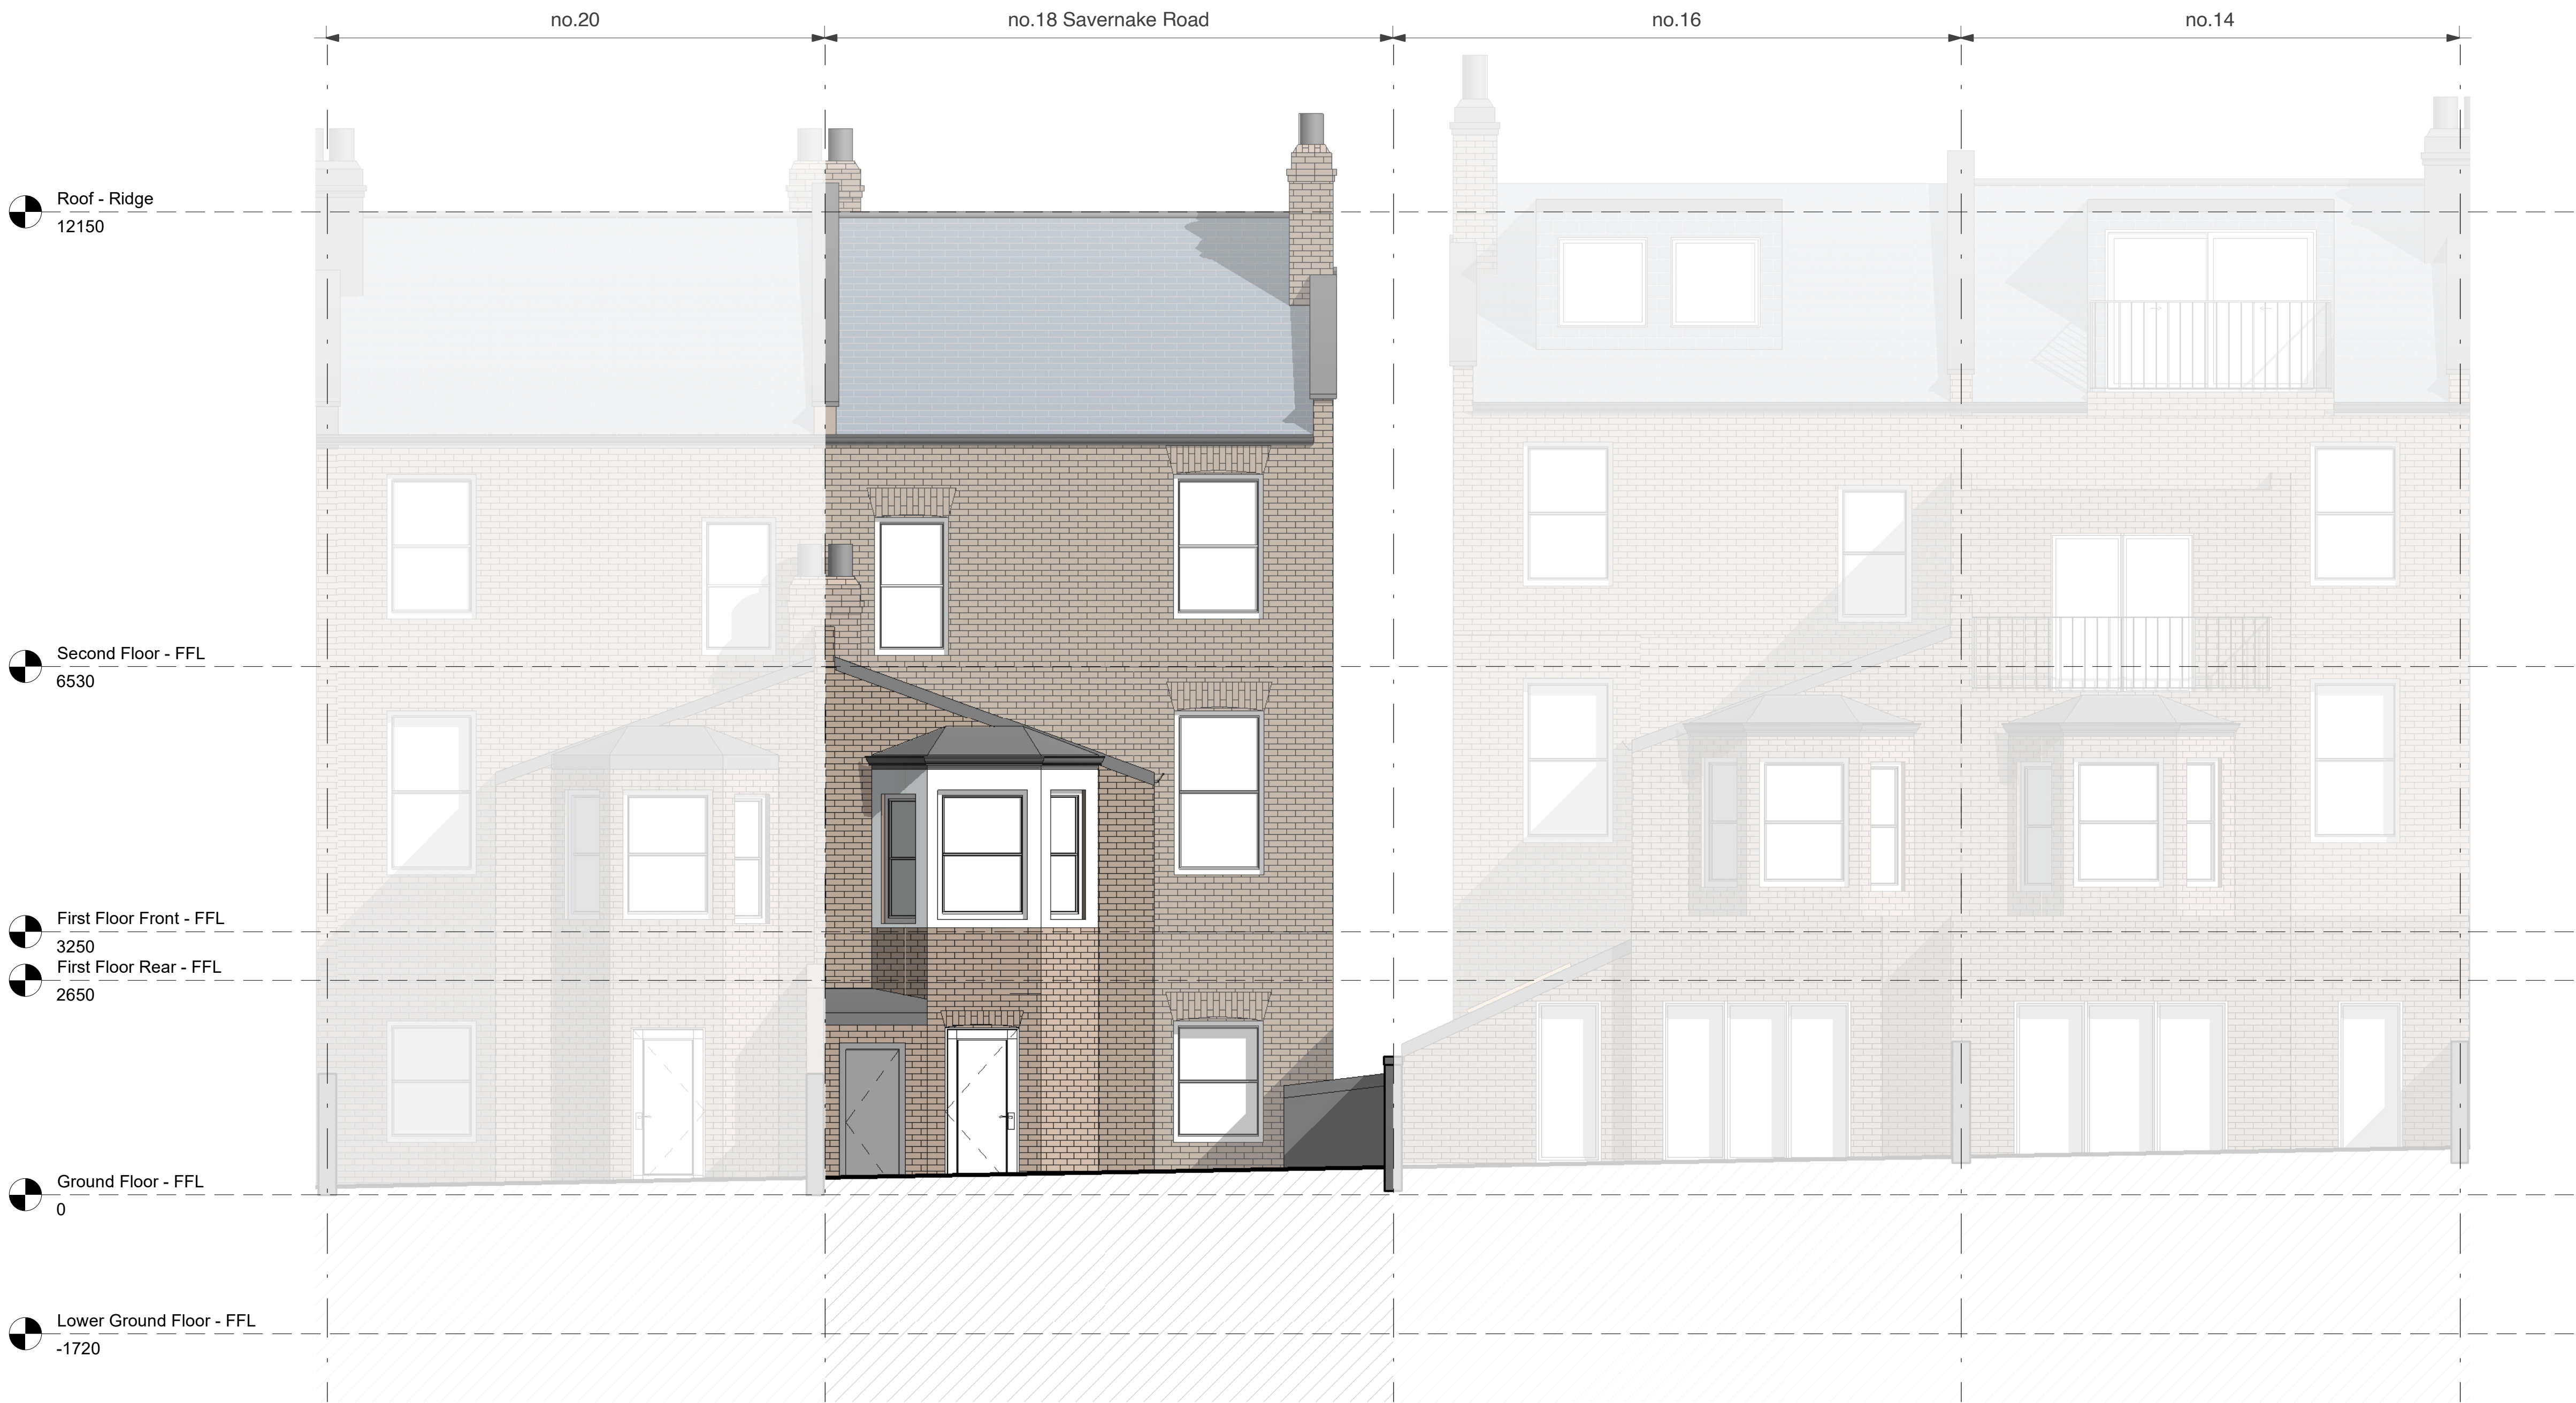 no.20
no.18 Savernake Road
no.16
no.14
Roof - Ridge
12150
Second Floor - FFL
6530
First Floor Front - FFL
3250
First Floor Rear - FFL
2650
Ground Floor - FFL
0
Lower Ground Floor - FFL
-1720